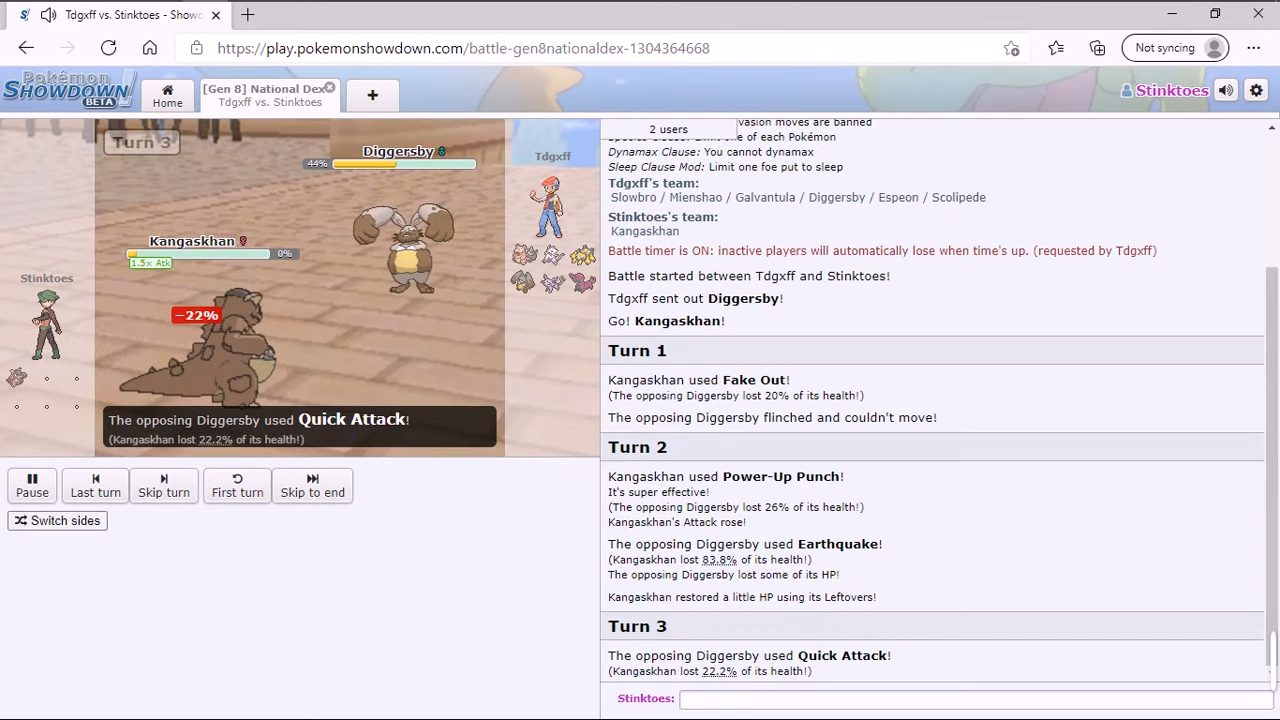 Tdgxff vs. Stinktoes - Showd
https://play.pokemonshowdown.com/battle-gen8nationaldex-1304364668
Not syncing
Pokémon
SHOWDOWN!
BETA
Home
[Gen 8] National Dex
Tdgxff vs. Stinktoes
Stinktoes
Turn 3
Diggersby
44%
Kangaskhan
0%
1.5× Atk
−22%
Stinktoes
Tdgxff
The opposing Diggersby used Quick Attack!
(Kangaskhan lost 22.2% of its health!)
Pause
Last turn
Skip turn
First turn
Skip to end
Switch sides
2 users
vasion moves are banned
e of each Pokémon
Dynamax Clause: You cannot dynamax
Sleep Clause Mod: Limit one foe put to sleep
Tdgxff's team:
Slowbro / Mienshao / Galvantula / Diggersby / Espeon / Scolipede
Stinktoes's team:
Kangaskhan
Battle timer is ON: inactive players will automatically lose when time's up. (requested by Tdgxff)
Battle started between Tdgxff and Stinktoes!
Tdgxff sent out Diggersby!
Go! Kangaskhan!
Turn 1
Kangaskhan used Fake Out!
(The opposing Diggersby lost 20% of its health!)
The opposing Diggersby flinched and couldn't move!
Turn 2
Kangaskhan used Power-Up Punch!
It's super effective!
(The opposing Diggersby lost 26% of its health!)
Kangaskhan's Attack rose!
The opposing Diggersby used Earthquake!
(Kangaskhan lost 83.8% of its health!)
The opposing Diggersby lost some of its HP!
Kangaskhan restored a little HP using its Leftovers!
Turn 3
The opposing Diggersby used Quick Attack!
(Kangaskhan lost 22.2% of its health!)
Stinktoes: